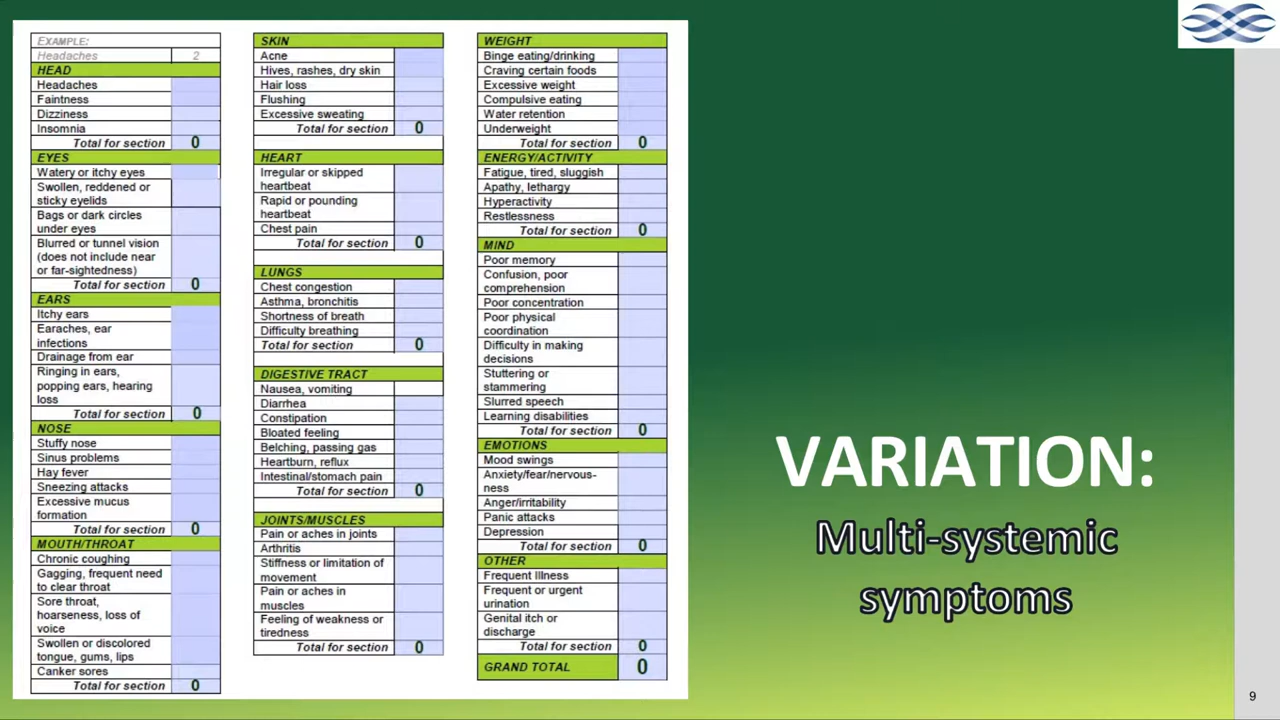 EXAMPLE:
Headaches 2
HEAD
Headaches
Faintness
Dizziness
Insomnia
Total for section 0
EYES
Watery or itchy eyes
Swollen, reddened or
sticky eyelids
Bags or dark circles
under eyes
Blurred or tunnel vision
(does not include near
or far-sightedness)
Total for section 0
EARS
Itchy ears
Earaches, ear
infections
Drainage from ear
Ringing in ears,
popping ears, hearing
loss
Total for section 0
NOSE
Stuffy nose
Sinus problems
Hay fever
Sneezing attacks
Excessive mucus
formation
Total for section 0
MOUTH/THROAT
Chronic coughing
Gagging, frequent need
to clear throat
Sore throat,
hoarseness, loss of
voice
Swollen or discolored
tongue, gums, lips
Canker sores
Total for section 0
SKIN
Acne
Hives, rashes, dry skin
Hair loss
Flushing
Excessive sweating
Total for section 0
HEART
Irregular or skipped
heartbeat
Rapid or pounding
heartbeat
Chest pain
Total for section 0
LUNGS
Chest congestion
Asthma, bronchitis
Shortness of breath
Difficulty breathing
Total for section 0
DIGESTIVE TRACT
Nausea, vomiting
Diarrhea
Constipation
Bloated feeling
Belching, passing gas
Heartburn, reflux
Intestinal/stomach pain
Total for section 0
JOINTS/MUSCLES
Pain or aches in joints
Arthritis
Stiffness or limitation of
movement
Pain or aches in
muscles
Feeling of weakness or
tiredness
Total for section 0
WEIGHT
Binge eating/drinking
Craving certain foods
Excessive weight
Compulsive eating
Water retention
Underweight
Total for section 0
ENERGY/ACTIVITY
Fatigue, tired, sluggish
Apathy, lethargy
Hyperactivity
Restlessness
Total for section 0
MIND
Poor memory
Confusion, poor
comprehension
Poor concentration
Poor physical
coordination
Difficulty in making
decisions
Stuttering or
stammering
Slurred speech
Learning disabilities
Total for section 0
EMOTIONS
Mood swings
Anxiety/fear/nervous-
ness
Anger/irritability
Panic attacks
Depression
Total for section 0
OTHER
Frequent Illness
Frequent or urgent
urination
Genital itch or
discharge
Total for section 0
GRAND TOTAL 0
VARIATION:
Multi-systemic
symptoms
9